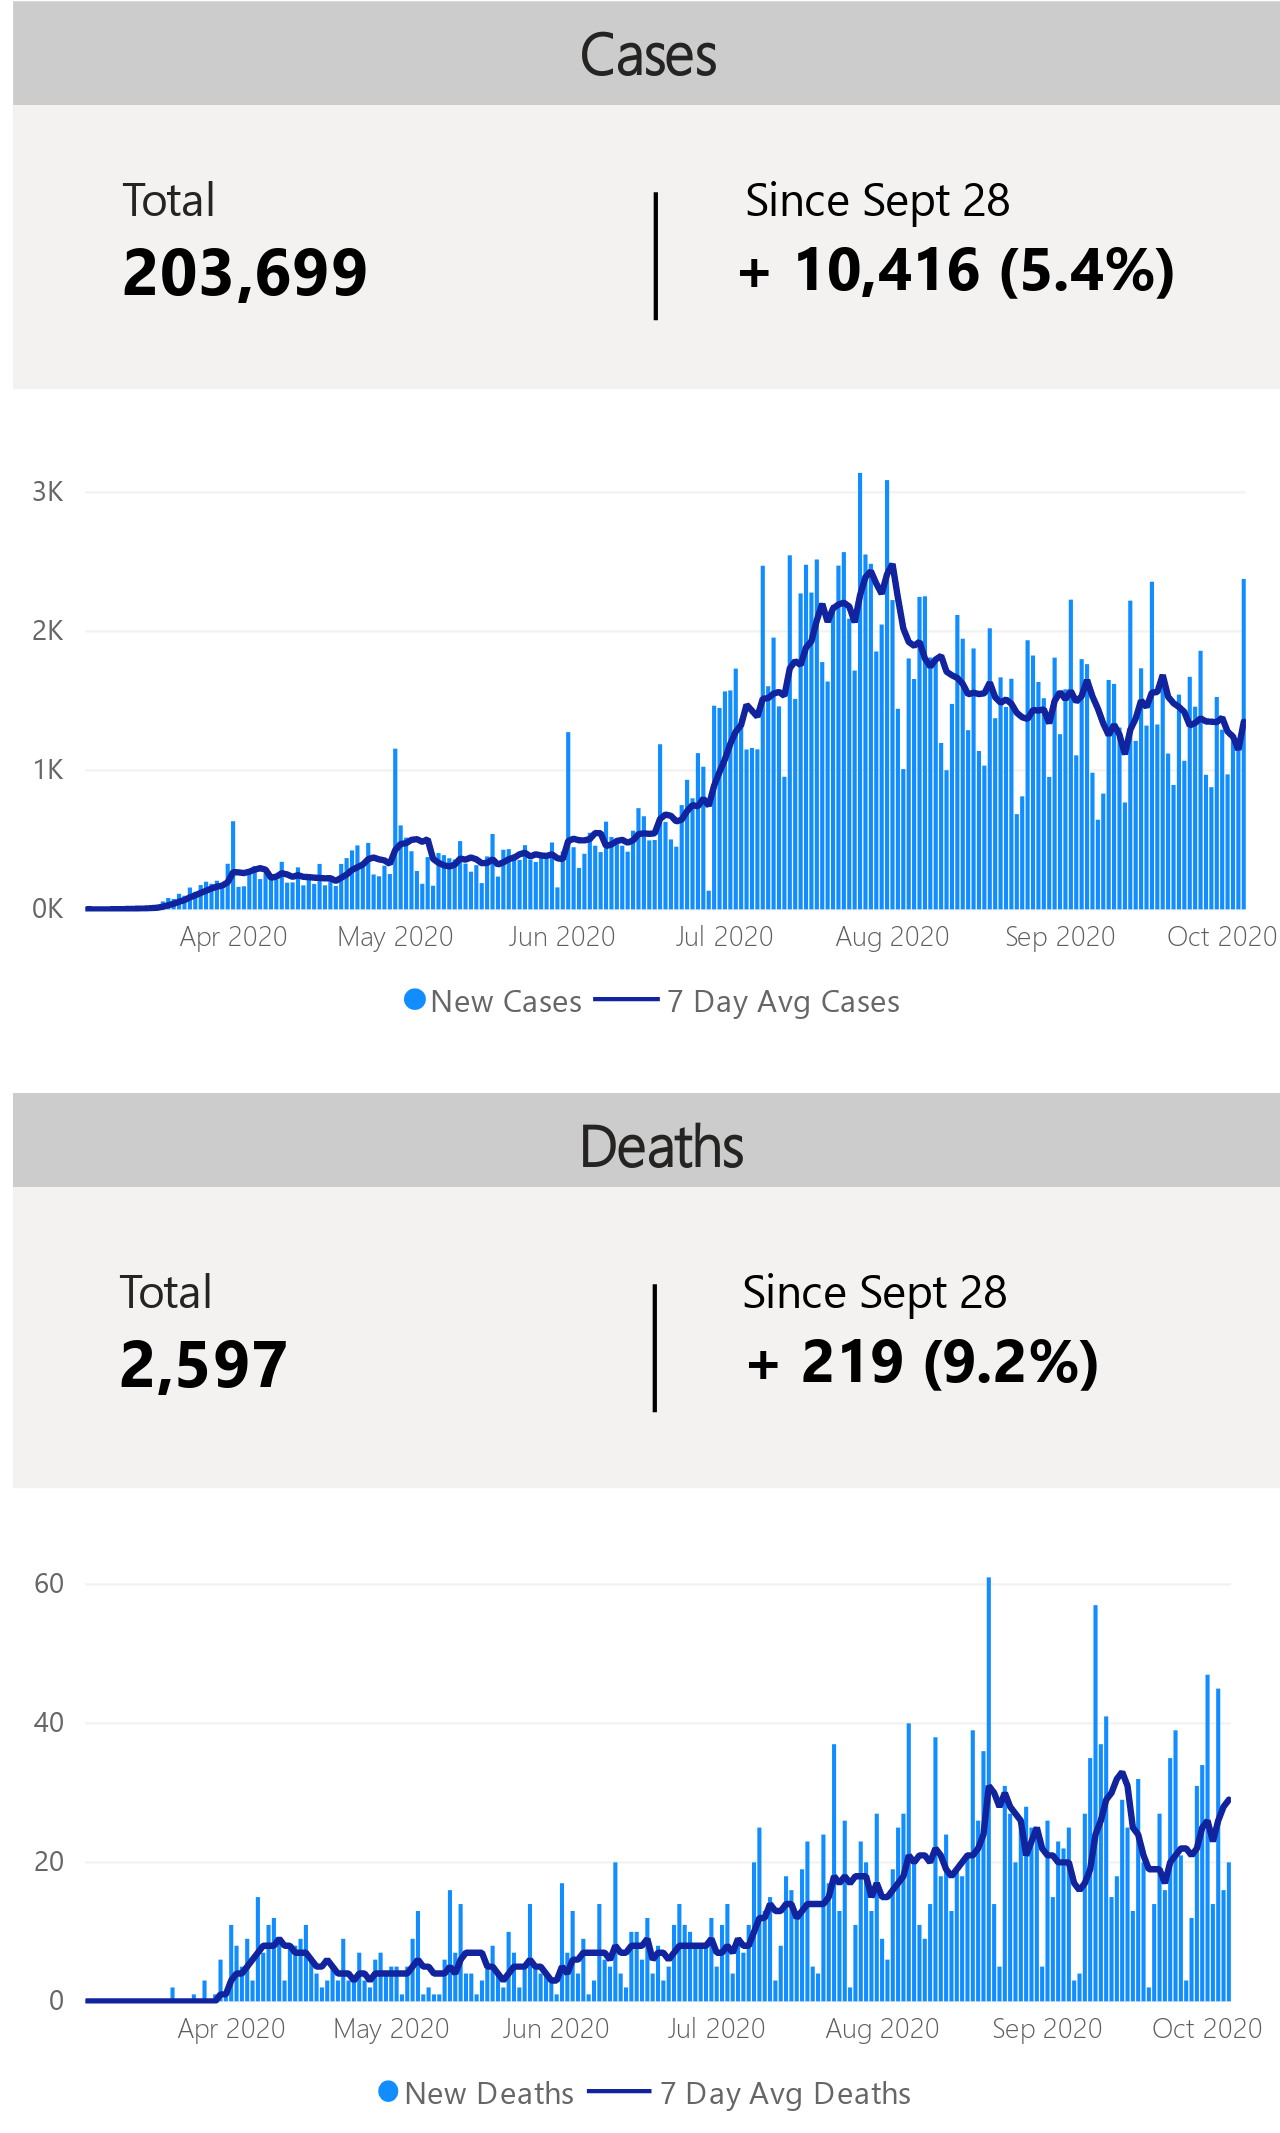 Cases
Total
Since Sept 28
203,699
+ 10,416 (5.4%)
3K
2K
1K
0K
Apr 2020 May 2020 Jun 2020 Jul 2020 Aug 2020 Sep 2020 Oct 2020
New Cases 7 Day Avg Cases
Deaths
Total
Since Sept 28
2,597
+ 219 (9.2%)
60
40
20
0
Apr 2020 May 2020 Jun 2020 Jul 2020 Aug 2020 Sep 2020 Oct 2020
New Deaths 7 Day Avg Deaths